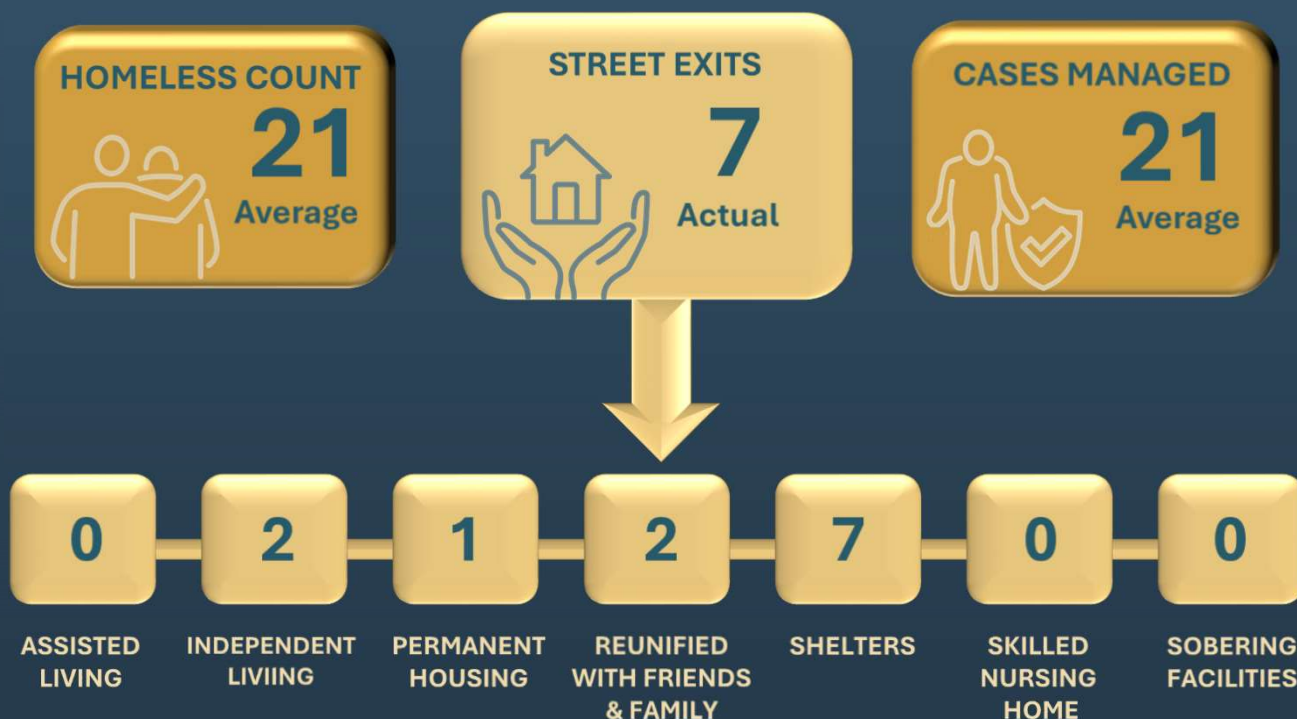 HOMELESS COUNT
21
Average
STREET EXITS
7
Actual
CASES MANAGED
21
Average
0
2
1
2
7
0
0
ASSISTED
LIVING
INDEPENDENT
LIVIING
PERMANENT
HOUSING
REUNIFIED
WITH FRIENDS
& FAMILY
SHELTERS
SKILLED
NURSING
HOME
SOBERING
FACILITIES